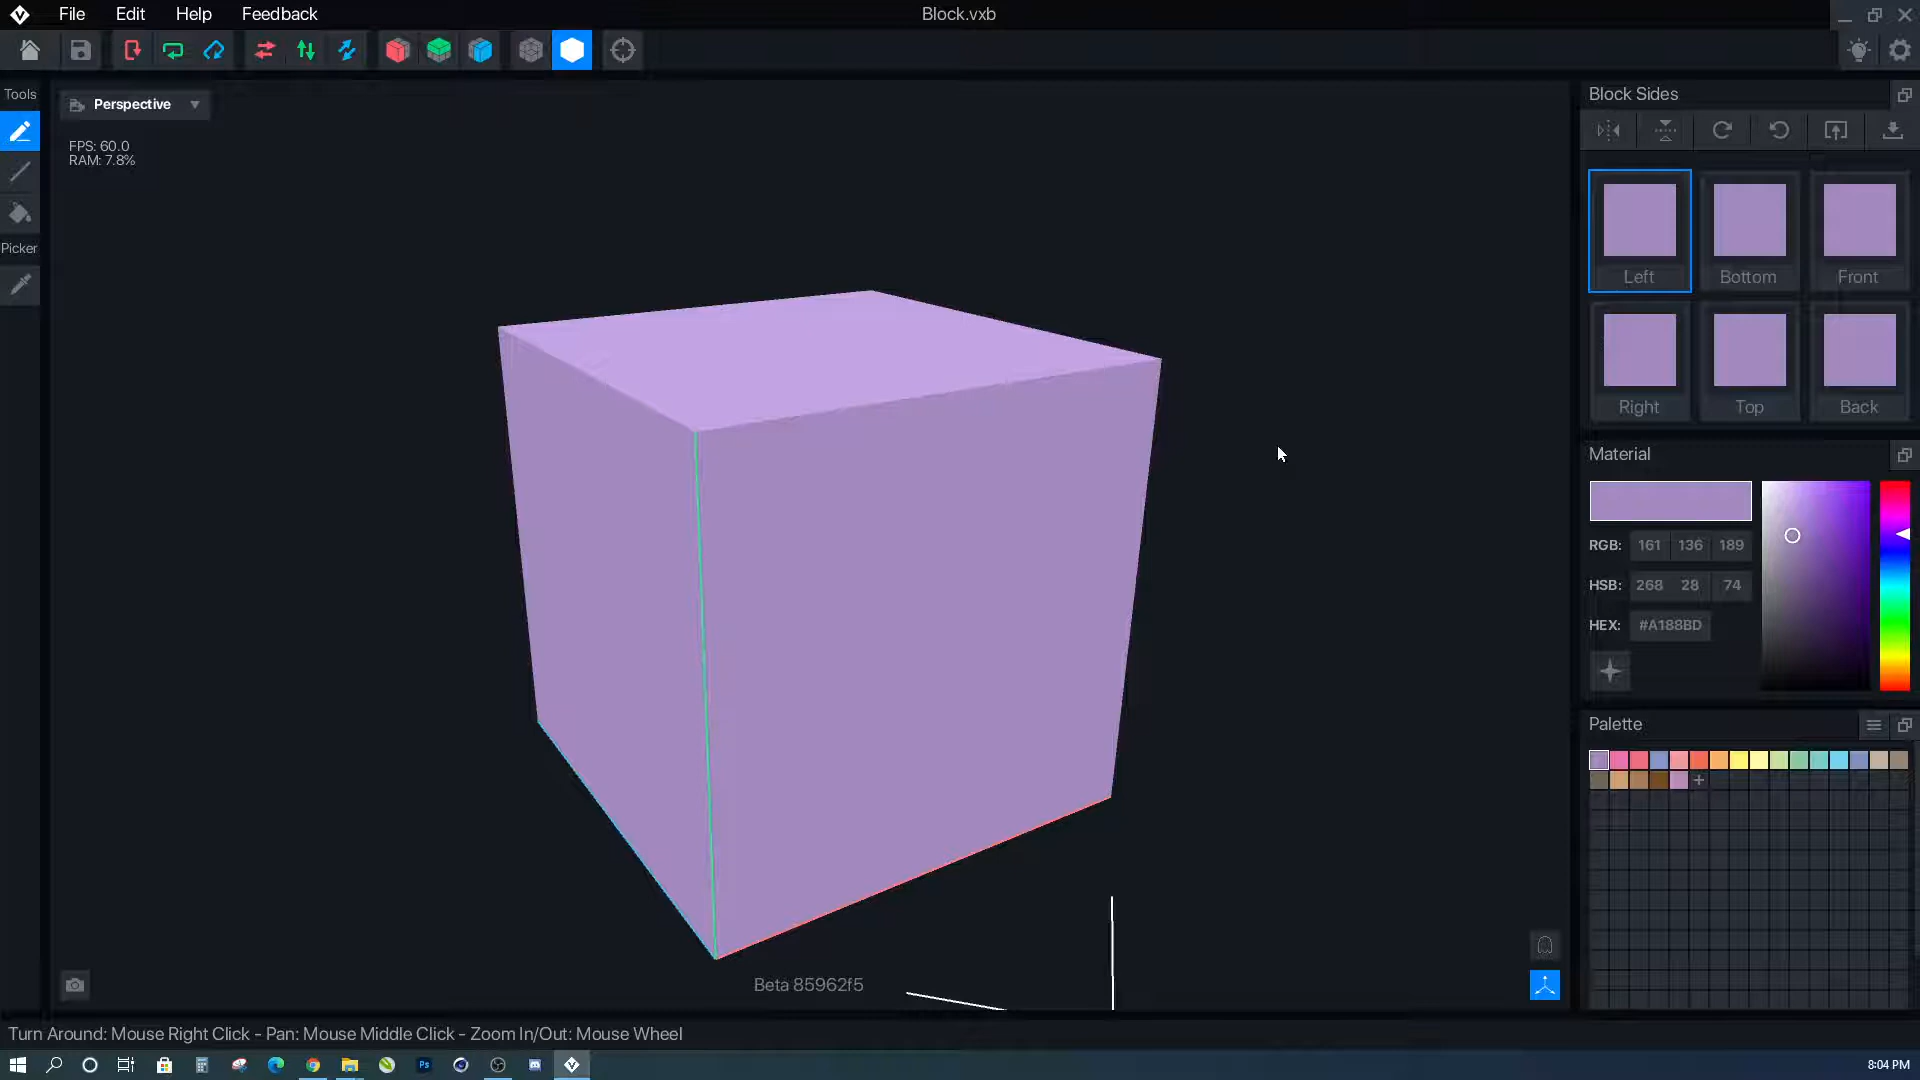 File Edit Help Feedback
Block.vxb
Tools
Perspective
Block Sides
FPS: 60.0
RAM: 7.8%
Picker
Left Bottom Front
Right Top Back
Material
RGB: 161 136 189
HSB: 268 28 74
HEX: #A188BD
Palette
Beta 85962f5
Turn Around: Mouse Right Click - Pan: Mouse Middle Click - Zoom In/Out: Mouse Wheel
Ps
8:04 PM